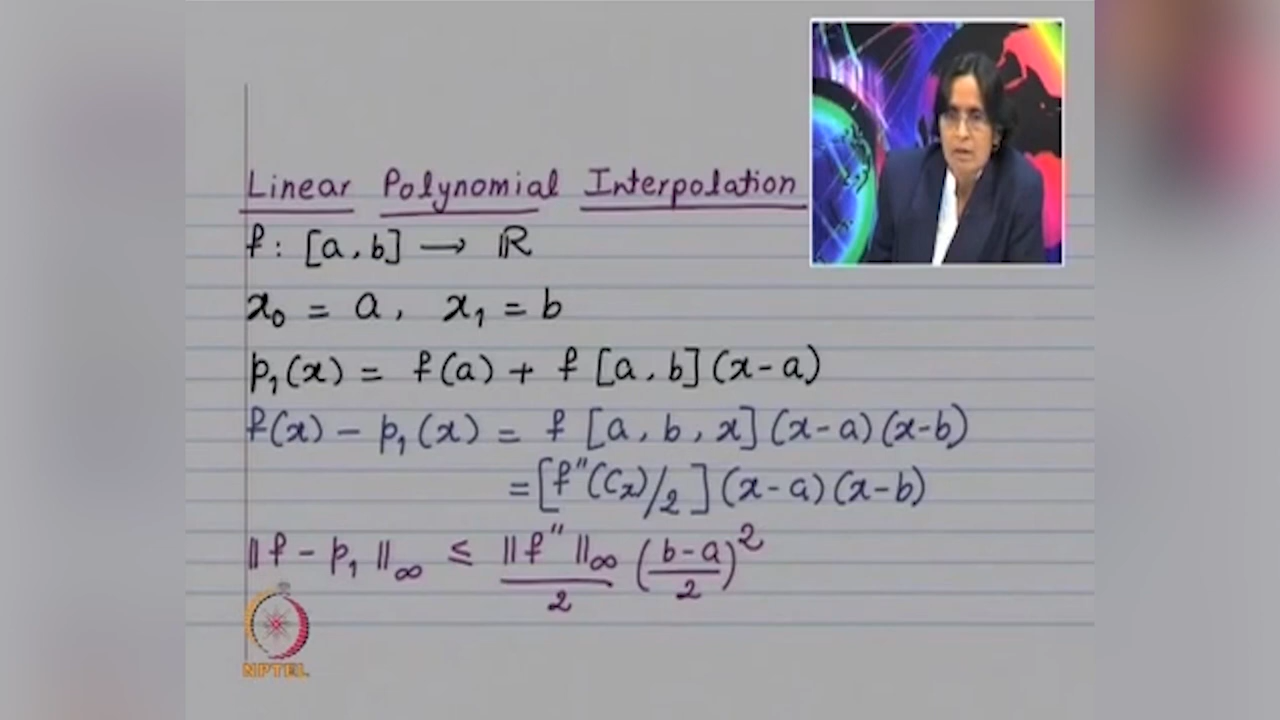 Linear Polynomial Interpolation
f : [a, b] → ℝ
x₀ = a, x₁ = b
p₁(x) = f(a) + f [a, b] (x-a)
f(x) - p₁(x) = f [a, b, x] (x-a) (x-b)
= [f''(cₓ)/2] (x-a) (x-b)
‖f - p₁‖∞ ≤ ‖f''‖∞/2 ((b-a)/2)²
NPTEL